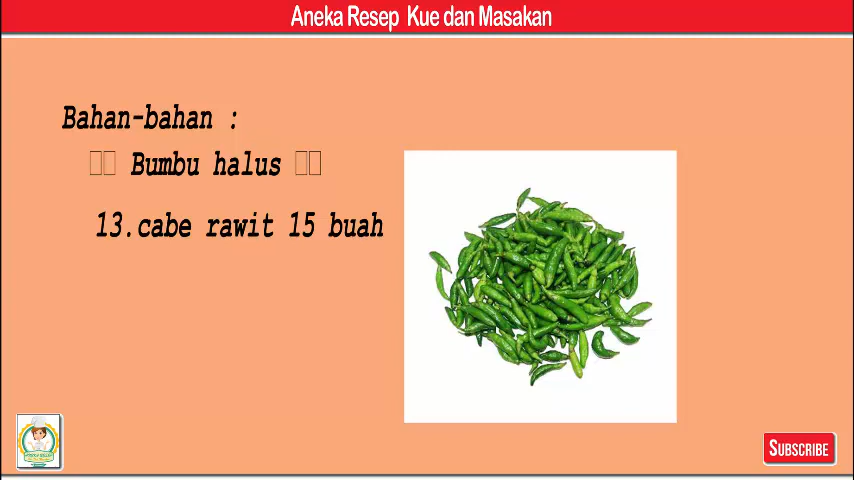 Aneka Resep Kue dan Masakan
Bahan-bahan :
Bumbu halus
13.cabe rawit 15 buah
SUBSCRIBE